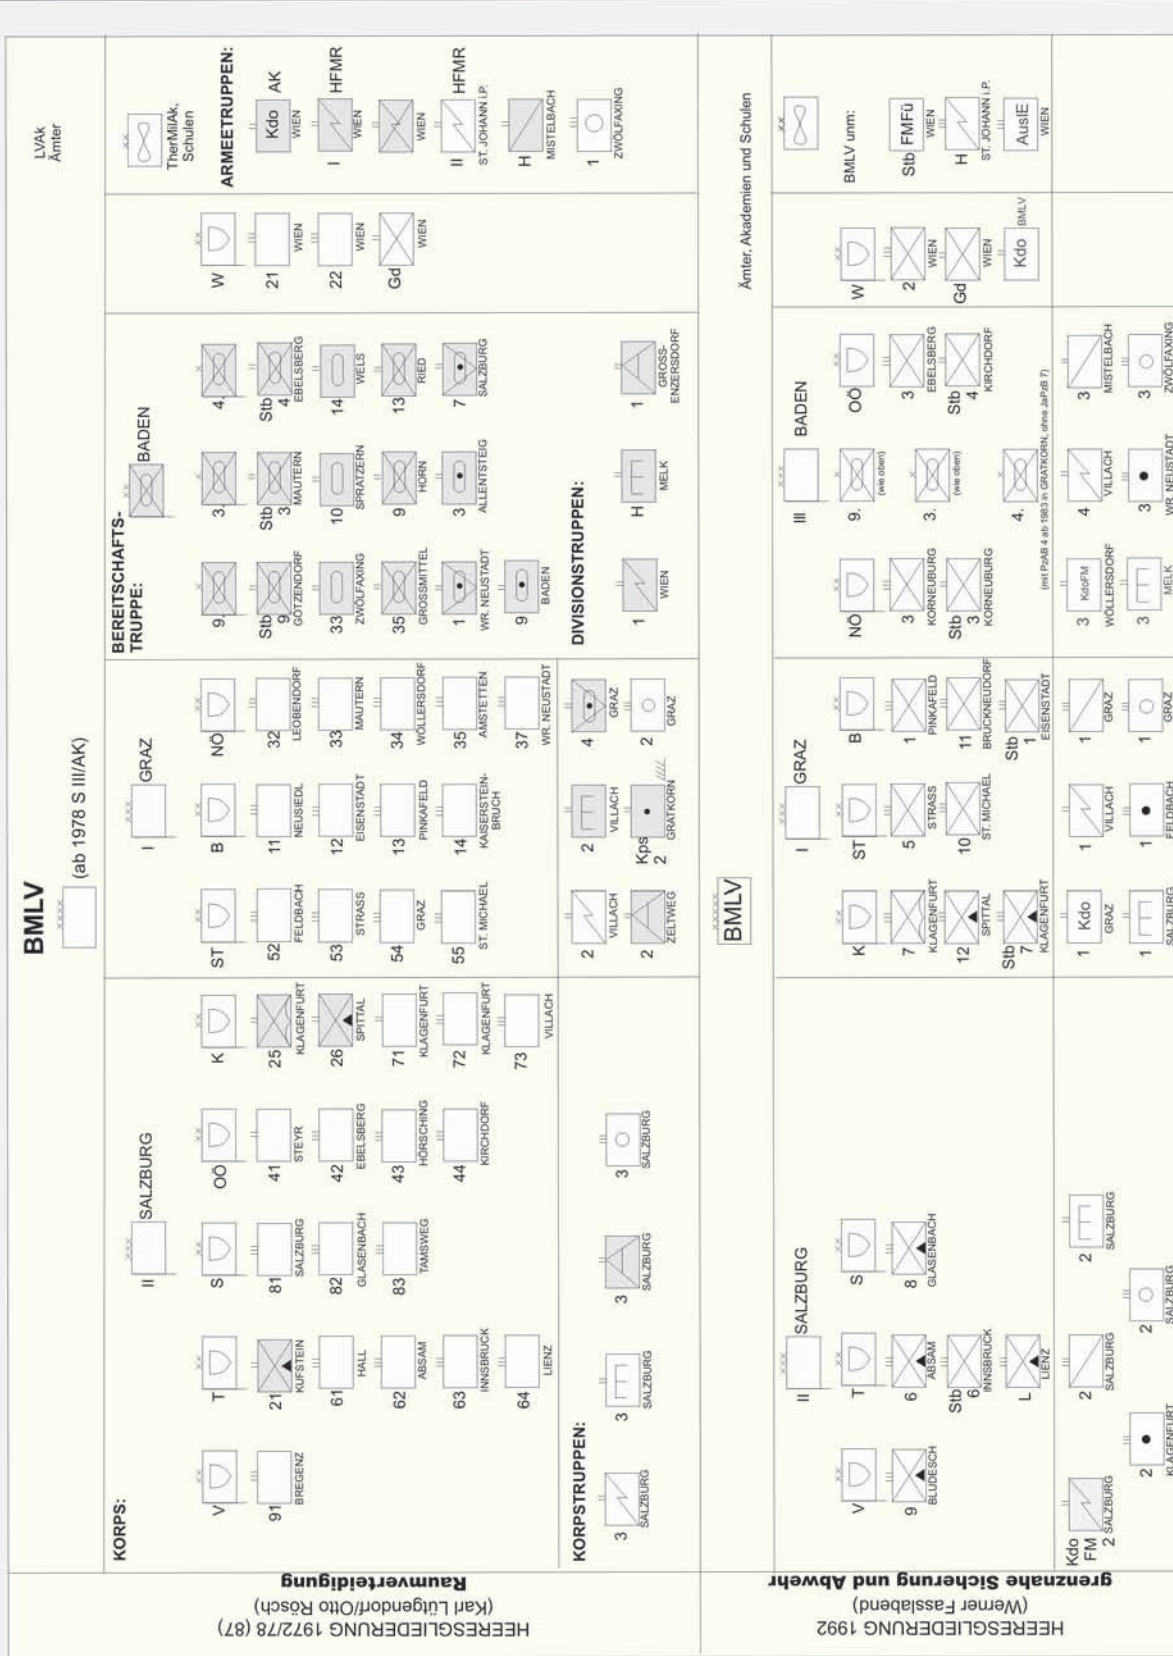 HEERESGLIEDERUNG 1972/78 (87)
(Karl Lütgendorf/Otto Rösch)
Raumverteidigung
BMLV
(ab 1978 S III/AK)
LVAk
Ämter
KORPS:
II SALZBURG
V
91 BREGENZ
T
21 KUFSTEIN
61 HALL
62 ABSAM
63 INNSBRUCK
64 LIENZ
S
81 SALZBURG
82 GLASENBACH
83 TAMSWEG
OÖ
41 STEYR
42 EBELSBERG
43 HÖRSCHING
44 KIRCHDORF
K
25 KLAGENFURT
26 SPITTAL
71 KLAGENFURT
72 KLAGENFURT
73 VILLACH
KORPSTRUPPEN:
3 SALZBURG
3 SALZBURG
3 SALZBURG
3 SALZBURG
I GRAZ
ST
52 FELDBACH
53 STRASS
54 GRAZ
55 ST. MICHAEL
B
11 NEUSIEDL
12 EISENSTADT
13 PINKAFELD
14 KAISERSTEIN-
BRUCH
NÖ
32 LEOBENDORF
33 MAUTERN
34 WÖLLERSDORF
35 AMSTETTEN
37 WR. NEUSTADT
2 VILLACH
2 VILLACH
4 GRAZ
2 ZELTWEG
Kps
2 GRATKORN
2 GRAZ
BEREITSCHAFTS-
TRUPPE:
BADEN
9.
Stb
9 GÖTZENDORF
33 ZWÖLFAXING
35 GROSSMITTEL
1 WR. NEUSTADT
9 BADEN
3.
Stb
3 MAUTERN
10 SPRATZERN
9 HORN
3 ALLENTSTEIG
4.
Stb
4 EBELSBERG
14 WELS
13 RIED
7 SALZBURG
DIVISIONSTRUPPEN:
1 WIEN
H MELK
1 GROSS-
ENZERSDORF
W
21 WIEN
22 WIEN
Gd WIEN
TherMilAk,
Schulen
ARMEETRUPPEN:
Kdo AK
WIEN
I HFMR
WIEN
WIEN
II HFMR
ST. JOHANN i.P.
H MISTELBACH
1 ZWÖLFAXING
HEERESGLIEDERUNG 1992
(Werner Fasslabend)
grenznahe Sicherung und Abwehr
BMLV
Ämter, Akademien und Schulen
II SALZBURG
V
9 BLUDESCH
T
6 ABSAM
Stb
6 INNSBRUCK
L LIENZ
S
8 GLASENBACH
Kdo
FM
2 SALZBURG
2 SALZBURG
2 SALZBURG
2 KLAGENFURT
2 SALZBURG
I GRAZ
K
7 KLAGENFURT
12 SPITTAL
Stb
7 KLAGENFURT
ST
5 STRASS
10 ST. MICHAEL
B
1 PINKAFELD
11 BRUCKNEUDORF
Stb
1 EISENSTADT
1 Kdo GRAZ
1 VILLACH
1 GRAZ
1 SALZBURG
1 FELDBACH
1 GRAZ
III BADEN
NÖ
3 KORNEUBURG
Stb
3 KORNEUBURG
9. (wie oben)
3. (wie oben)
4.
(mit PzAB 4 ab 1983 in GRATKORN, ohne JaPzB 7)
OÖ
3 EBELSBERG
Stb
4 KIRCHDORF
3 KdoFM WÖLLERSDORF
4 VILLACH
3 MISTELBACH
3 MELK
3 WR. NEUSTADT
3 ZWÖLFAXING
W
2 WIEN
Gd WIEN
Kdo BMLV
BMLV unm:
Stb FMFü
WIEN
H ST. JOHANN i.P.
AuslE
WIEN